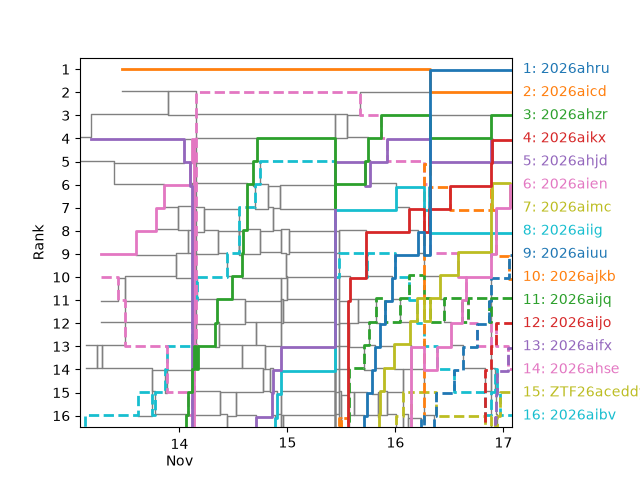 1
2
3
4
5
6
7
8
9
10
11
12
13
14
15
16
Rank
14
15
16
17
Nov
1: 2026ahru
2: 2026aicd
3: 2026ahzr
4: 2026aikx
5: 2026ahjd
6: 2026aien
7: 2026aimc
8: 2026aiig
9: 2026aiuu
10: 2026ajkb
11: 2026aijq
12: 2026aijo
13: 2026aifx
14: 2026ahse
15: ZTF26acedd
16: 2026aibv